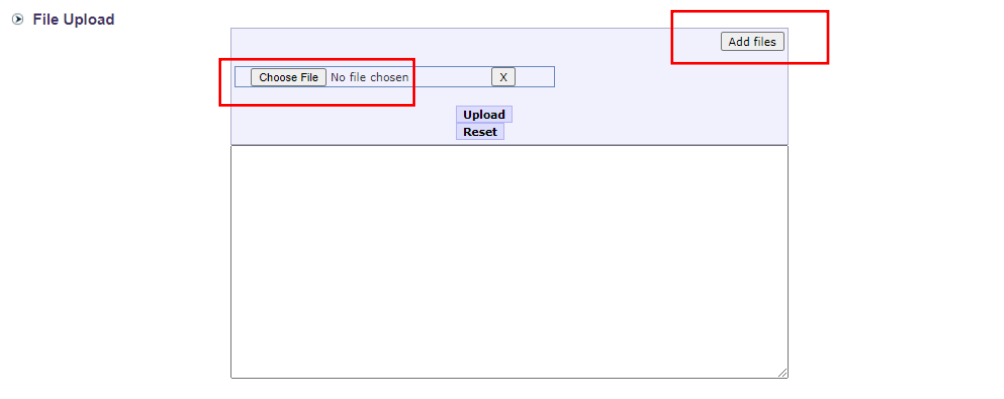 File Upload
Add files
Choose File No file chosen X
Upload
Reset